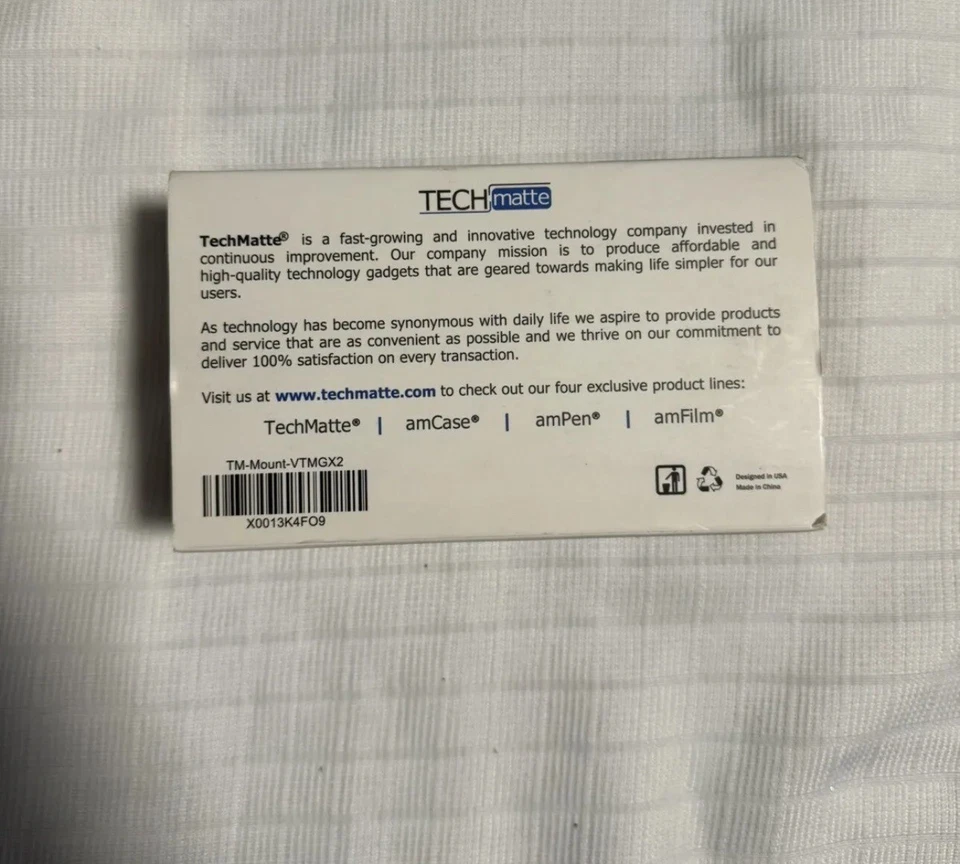 TECHmatte
TechMatte® is a fast-growing and innovative technology company invested in
continuous improvement. Our company mission is to produce affordable and
high-quality technology gadgets that are geared towards making life simpler for our
users.
As technology has become synonymous with daily life we aspire to provide products
and service that are as convenient as possible and we thrive on our commitment to
deliver 100% satisfaction on every transaction.
Visit us at www.techmatte.com to check out our four exclusive product lines:
TechMatte® | amCase® | amPen® | amFilm®
TM-Mount-VTMGX2
X0013K4FO9
Designed in USA
Made in China